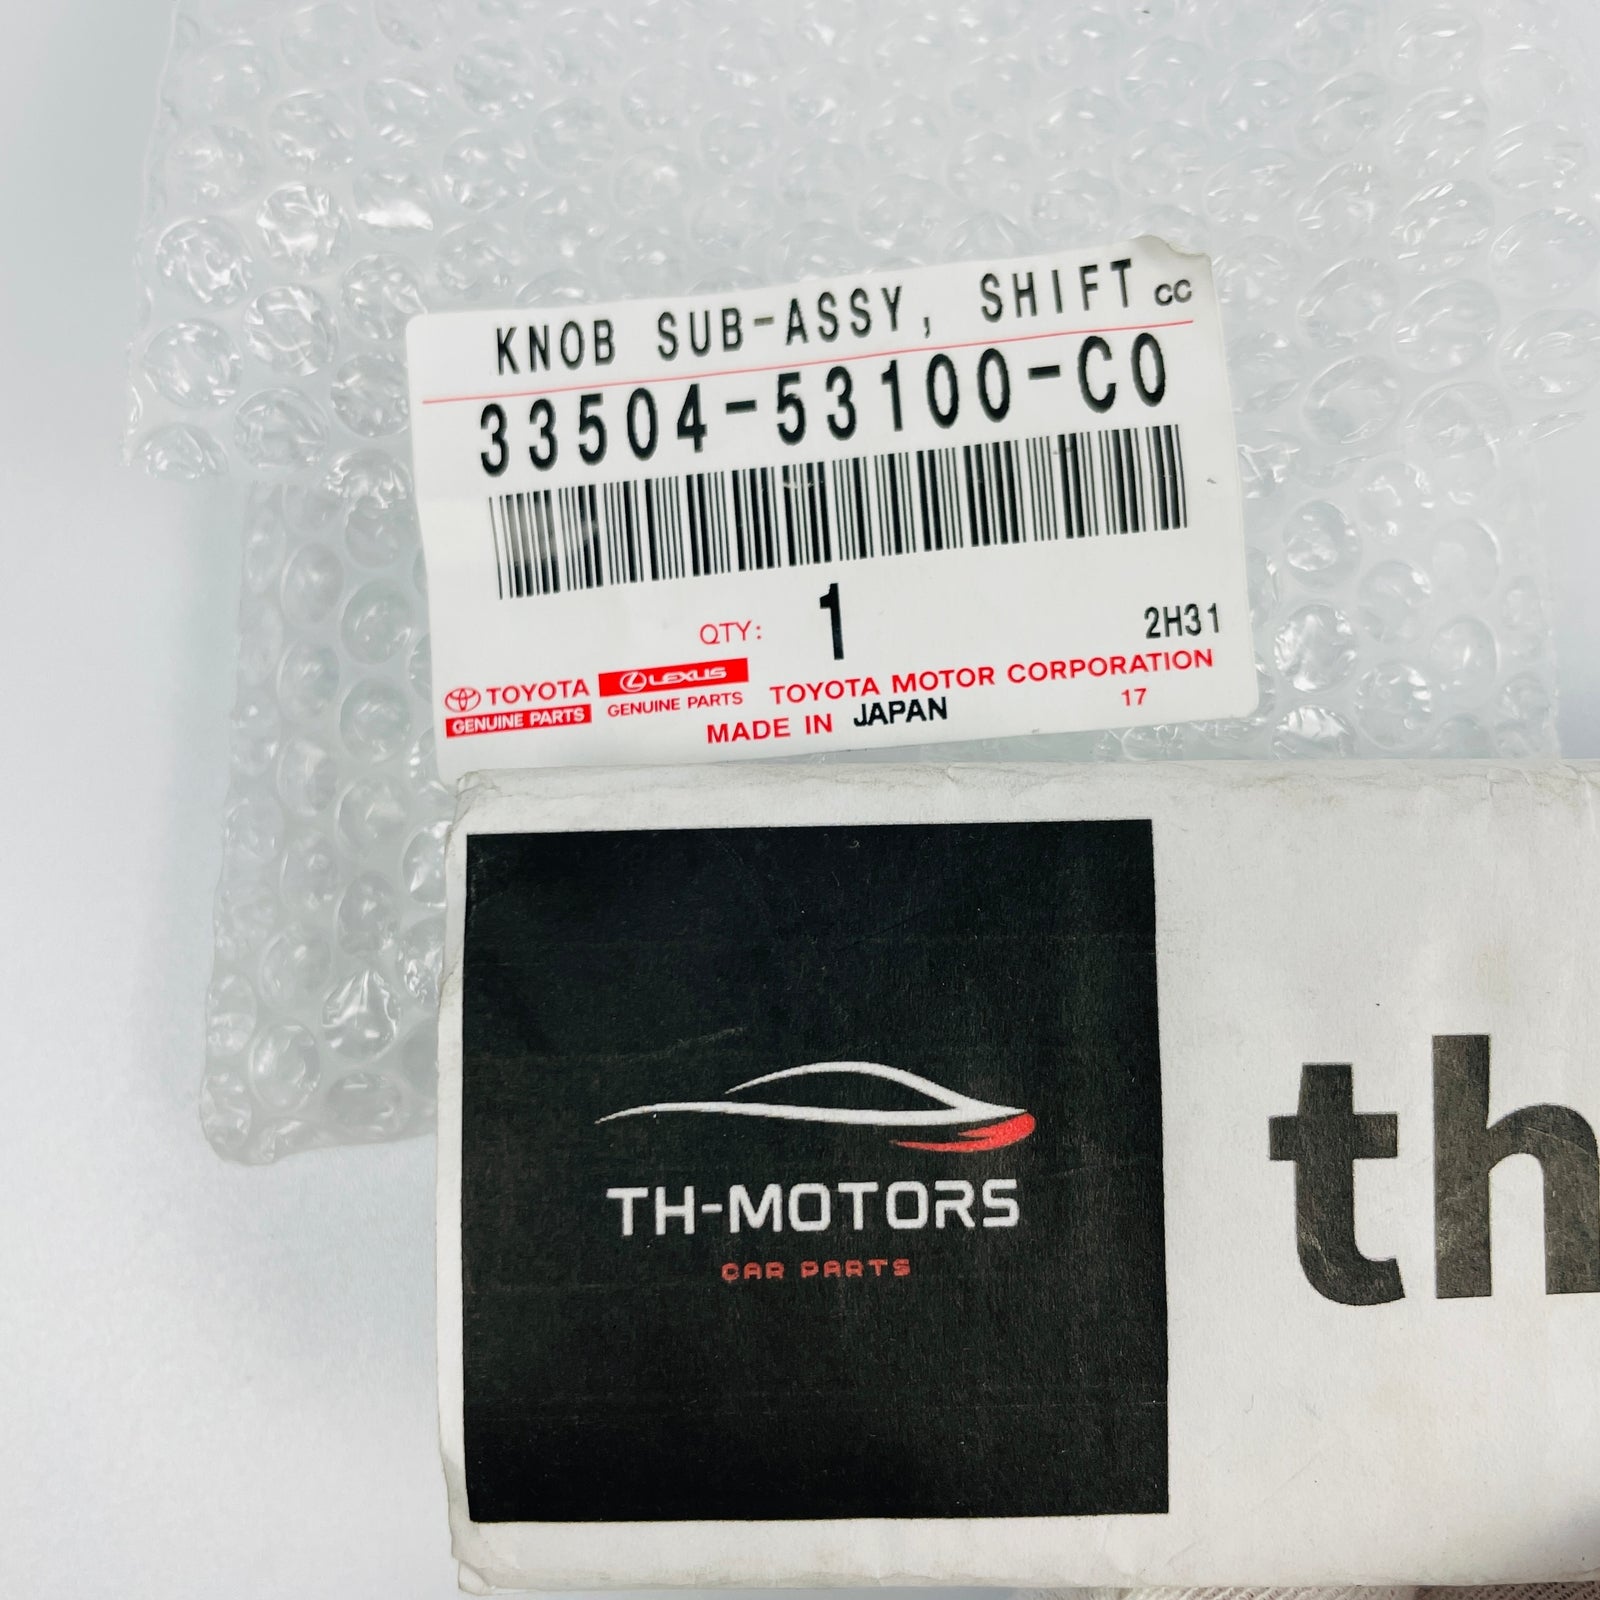 KNOB SUB-ASSY, SHIFT CC
33504-53100-C0
QTY: 1
2H31
TOYOTA
GENUINE PARTS
LEXUS
GENUINE PARTS
TOYOTA MOTOR CORPORATION
MADE IN JAPAN
17
TH-MOTORS
CAR PARTS
th